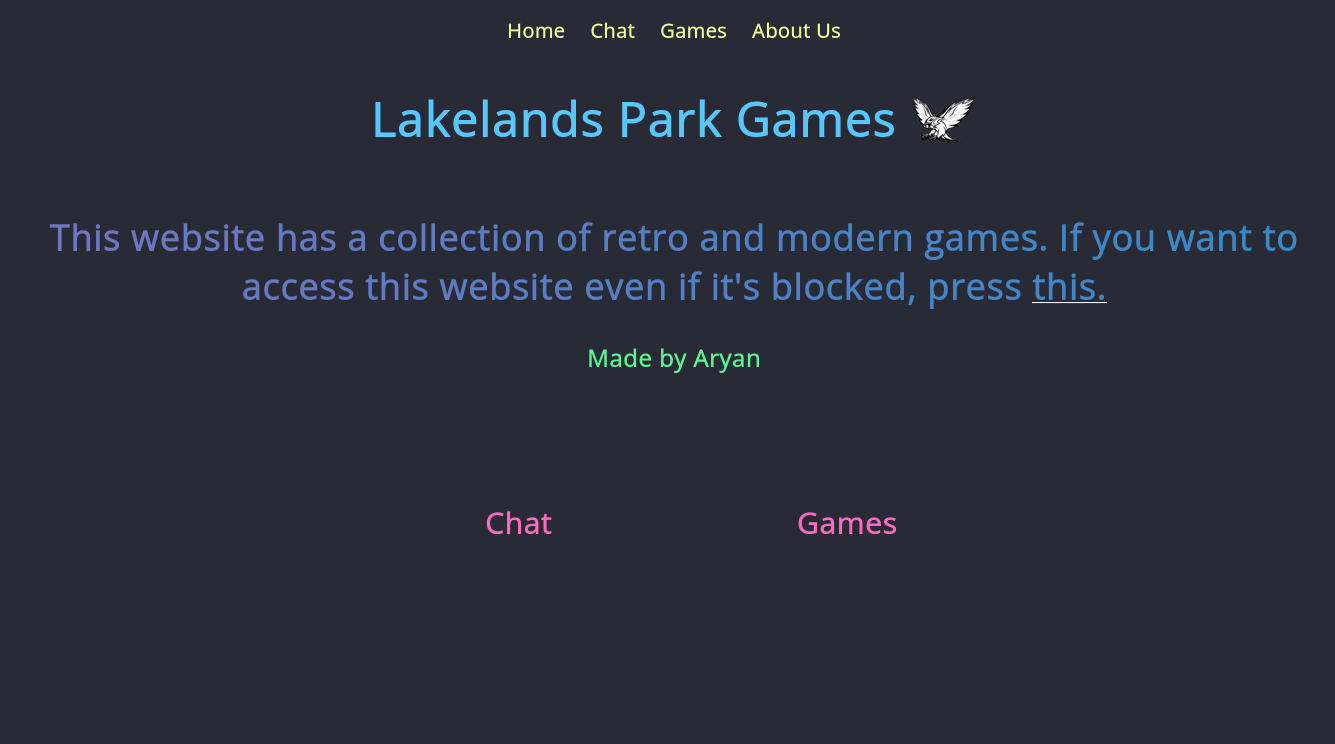 Home Chat Games About Us
Lakelands Park Games
This website has a collection of retro and modern games. If you want to
access this website even if it's blocked, press this.
Made by Aryan
Chat Games